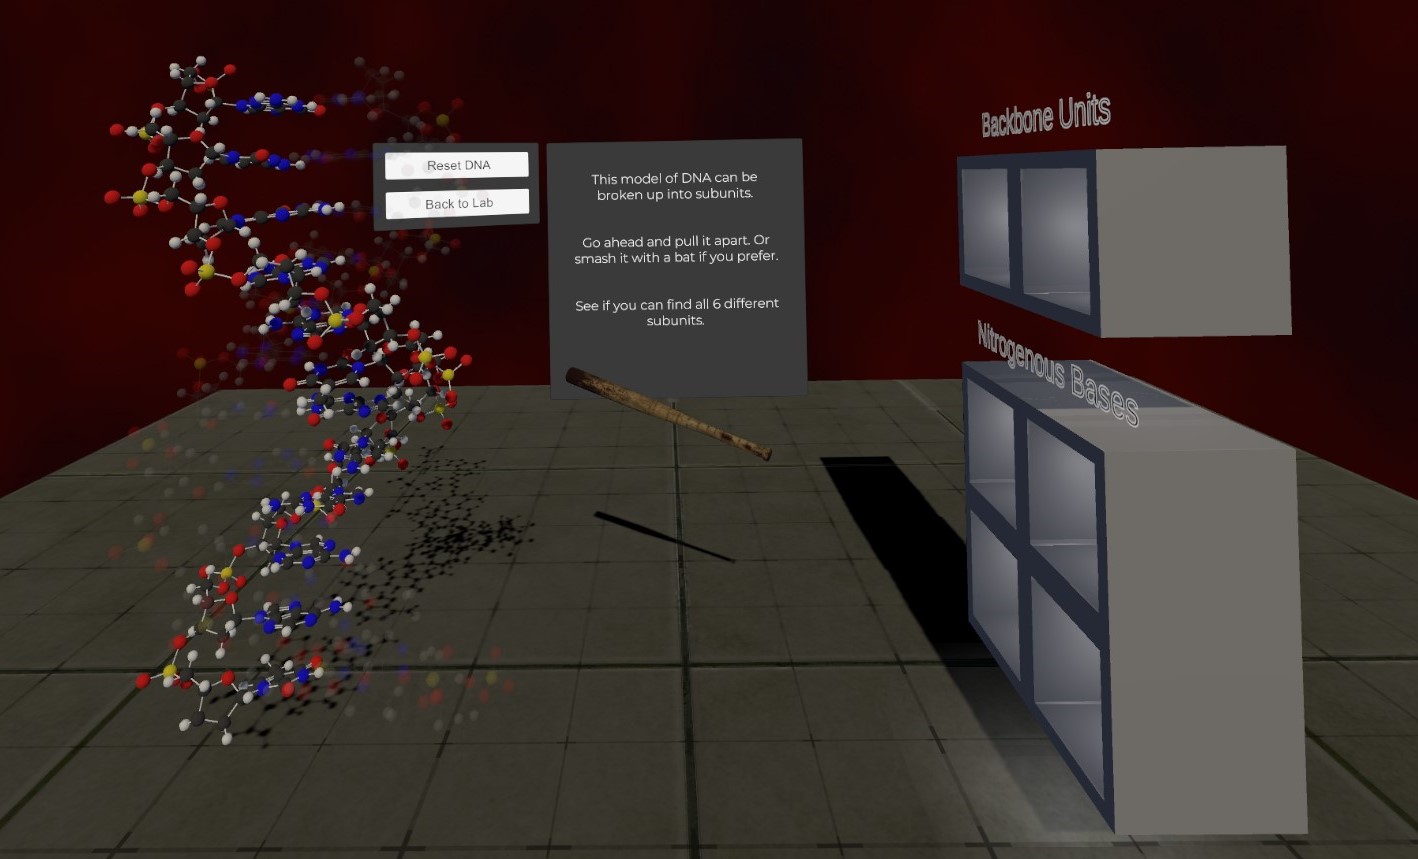 Backbone Units
Reset DNA
Back to Lab
This model of DNA can be
broken up into subunits.
Go ahead and pull it apart. Or
smash it with a bat if you prefer.
See if you can find all 6 different
subunits.
Nitrogenous Bases